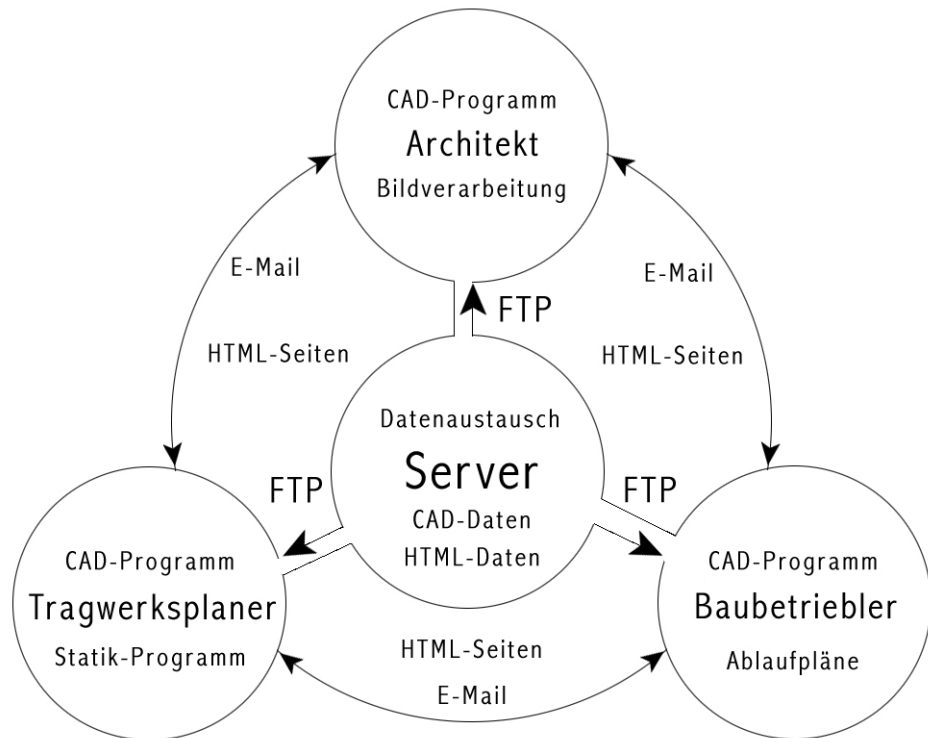 CAD-Programm
Architekt
Bildverarbeitung
E-Mail
HTML-Seiten
E-Mail
HTML-Seiten
FTP
Datenaustausch
Server
CAD-Daten
HTML-Daten
FTP
FTP
CAD-Programm
Tragwerksplaner
Statik-Programm
CAD-Programm
Baubetriebler
Ablaufpläne
HTML-Seiten
E-Mail